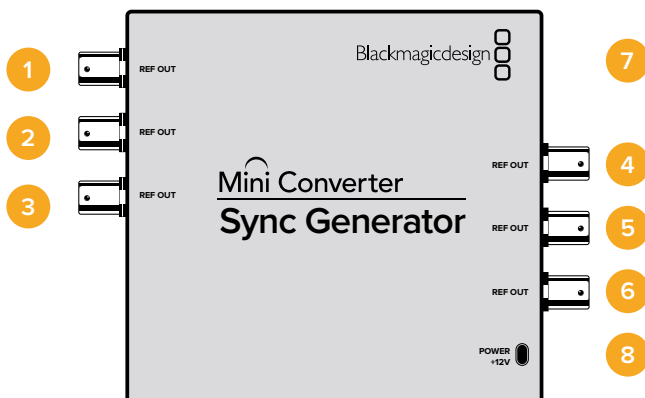 1
REF OUT
2
REF OUT
3
REF OUT
Blackmagicdesign
Mini Converter
Sync Generator
7
REF OUT
4
REF OUT
5
REF OUT
6
POWER
+12V
8